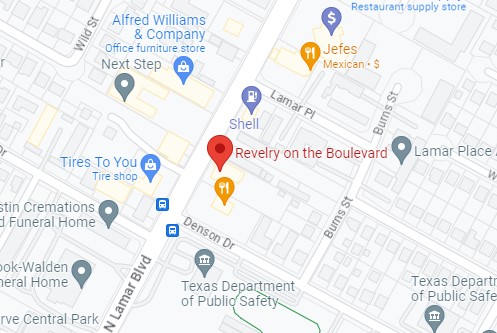 Restaurant supply store
Alfred Williams
& Company
Office furniture store
Wild St
Jefes
Mexican • $
Next Step
Lamar Pl
Burns St
Shell
Revelry on the Boulevard
Lamar Place A
Tires To You
Tire shop
Dr
stin Cremations
d Funeral Home
Burns St
Denson Dr
ook-Walden
neral Home
Texas Department
of Public Safety
N Lamar Blvd
Texas Departm
of Public Safe
rve Central Park